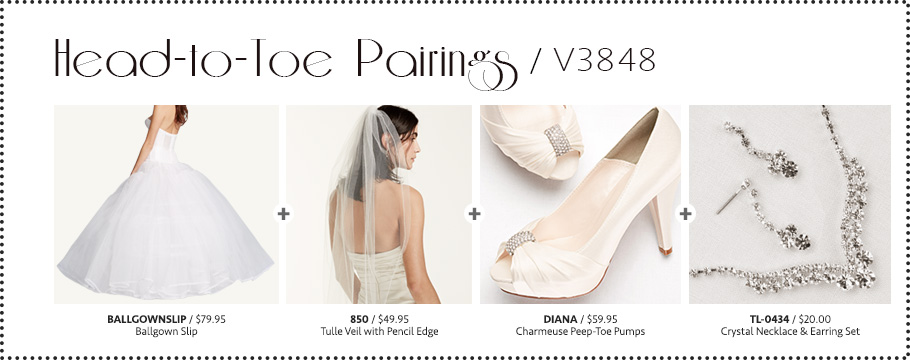 Head-to-Toe Pairings / V3848
BALLGOWNSLIP / $79.95
Ballgown Slip
850 / $49.95
Tulle Veil with Pencil Edge
DIANA / $59.95
Charmeuse Peep-Toe Pumps
TL-0434 / $20.00
Crystal Necklace & Earring Set